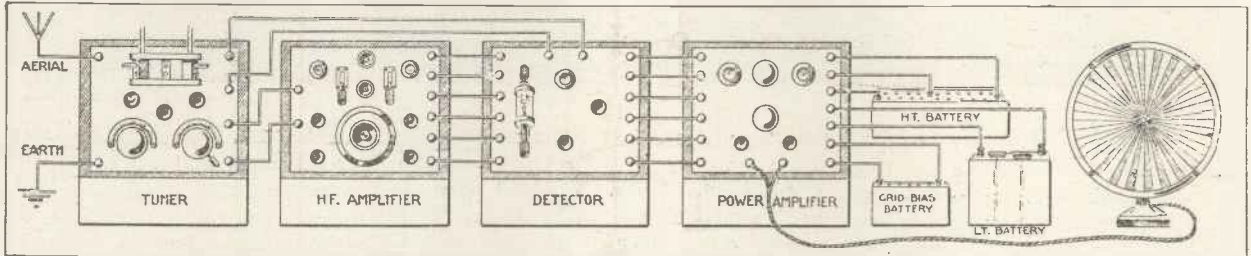 AERIAL
EARTH
TUNER
H.F. AMPLIFIER
DETECTOR
POWER AMPLIFIER
H.T. BATTERY
GRID BIAS
BATTERY
L.T. BATTERY